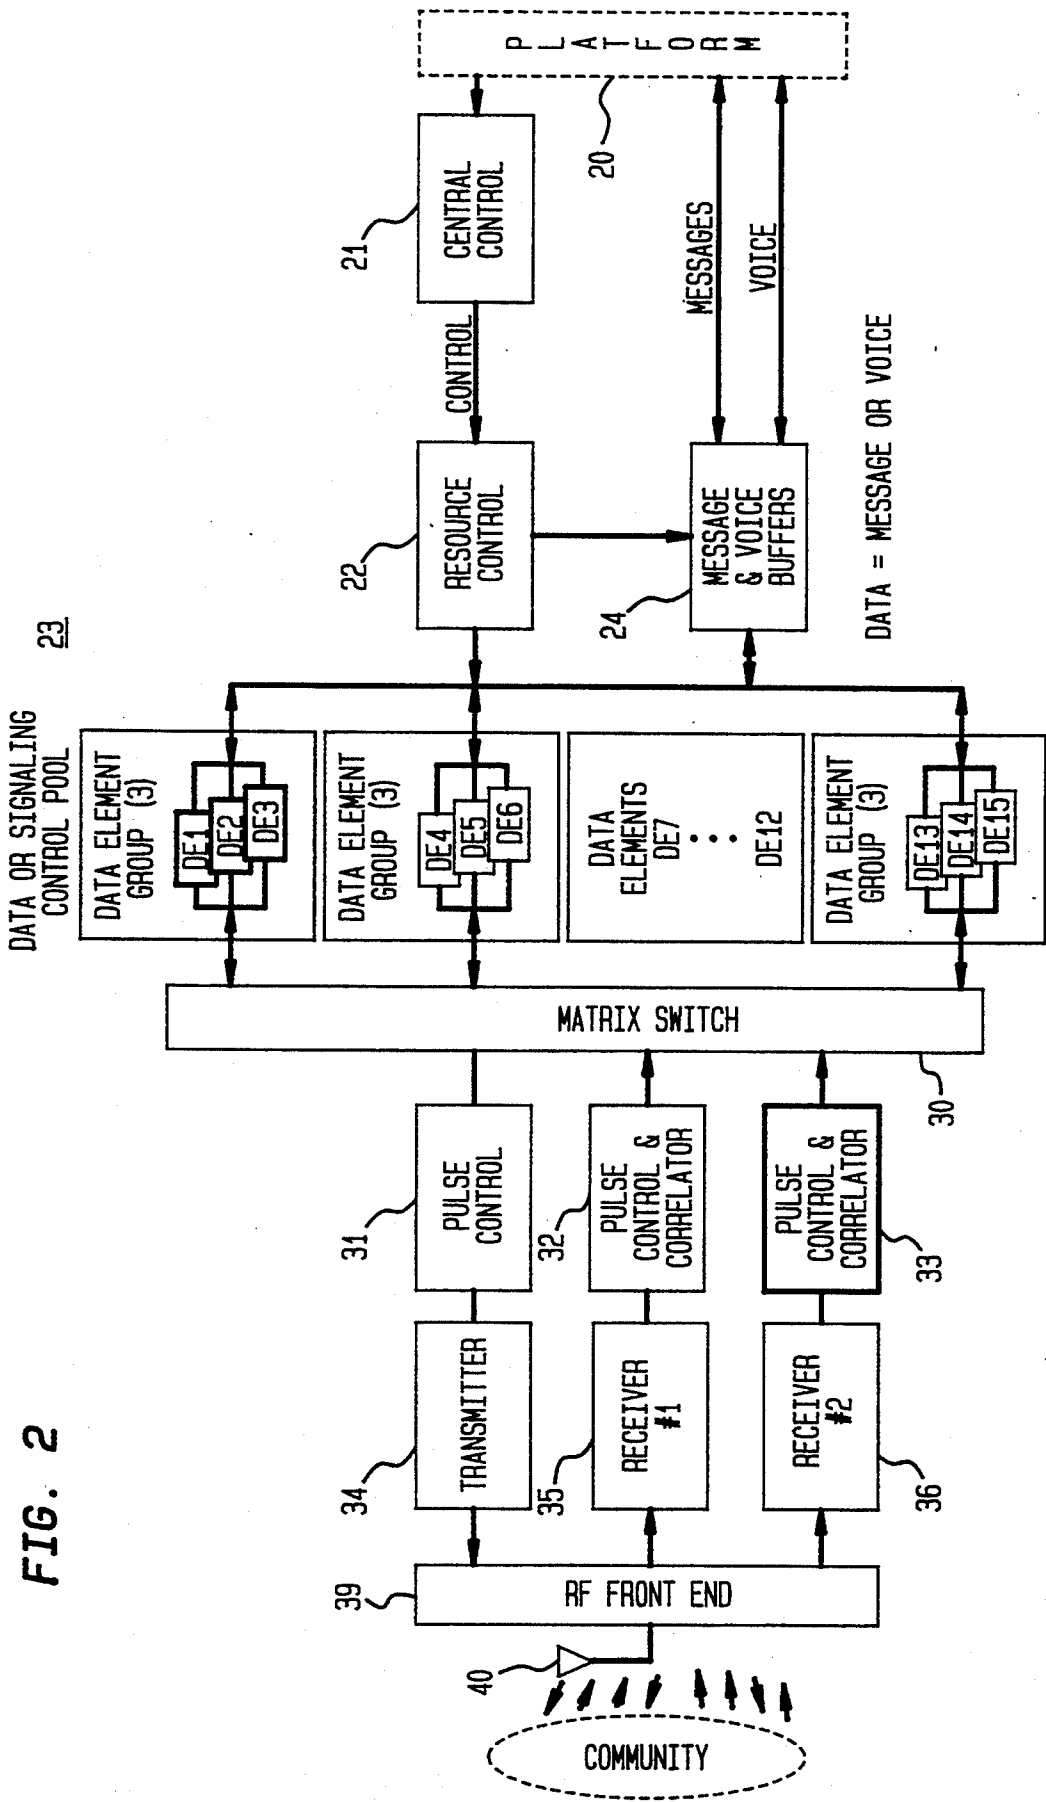 FIG. 2
COMMUNITY
40
39
RF FRONT END
34
TRANSMITTER
35
RECEIVER
#1
36
RECEIVER
#2
31
PULSE
CONTROL
32
PULSE
CONTROL &
CORRELATOR
33
PULSE
CONTROL &
CORRELATOR
30
MATRIX SWITCH
DATA OR SIGNALING
CONTROL POOL
23
DATA ELEMENT
GROUP (3)
DE1
DE2
DE3
DATA ELEMENT
GROUP (3)
DE4
DE5
DE6
DATA
ELEMENTS
DE7
DE12
DATA ELEMENT
GROUP (3)
DE13
DE14
DE15
22
RESOURCE
CONTROL
24
MESSAGE
& VOICE
BUFFERS
CONTROL
21
CENTRAL
CONTROL
MESSAGES
VOICE
20
PLATFORM
DATA = MESSAGE OR VOICE